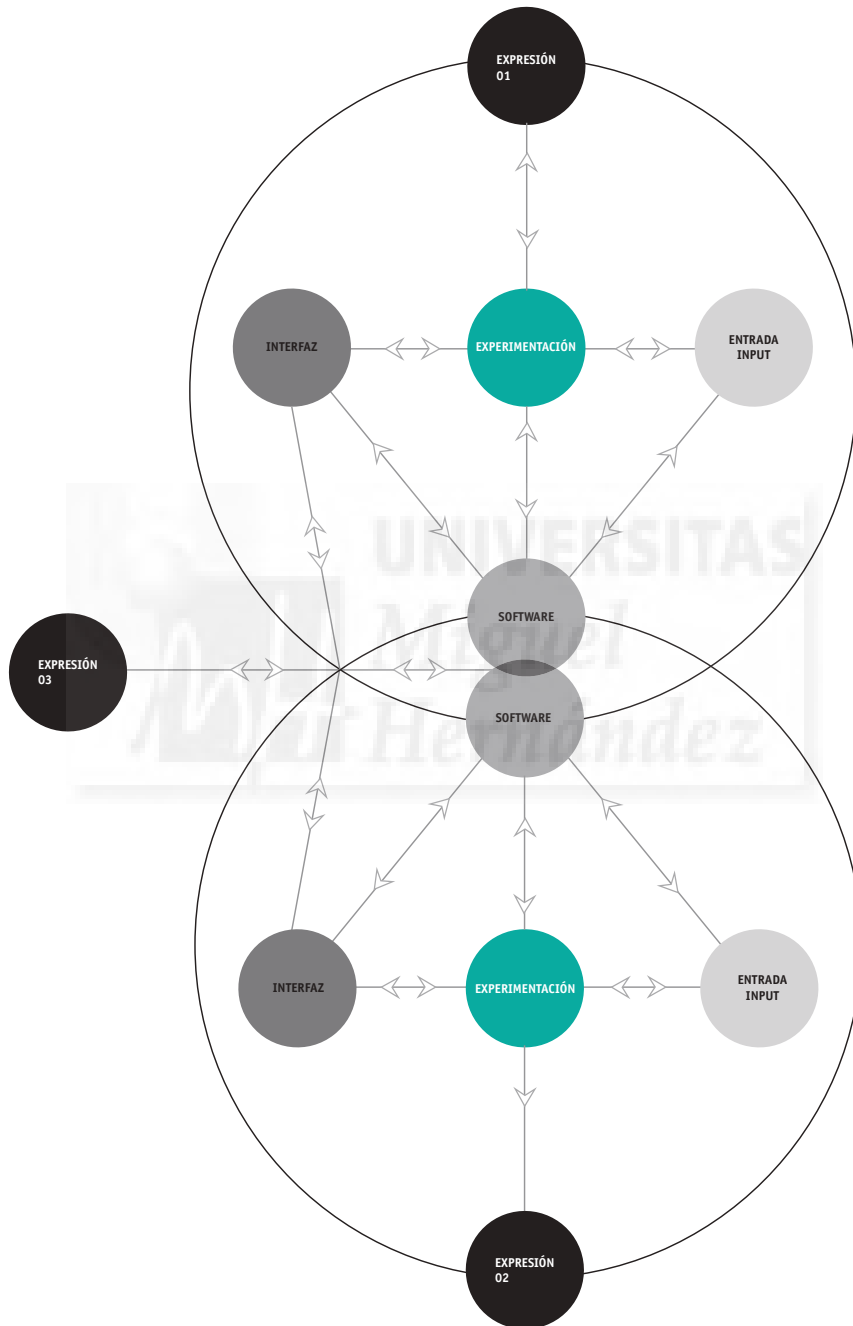 EXPRESIÓN
01
INTERFAZ
EXPERIMENTACIÓN
ENTRADA
INPUT
UNIVERSITAS
Miguel
Hernández
SOFTWARE
EXPRESIÓN
03
SOFTWARE
INTERFAZ
EXPERIMENTACIÓN
ENTRADA
INPUT
EXPRESIÓN
02